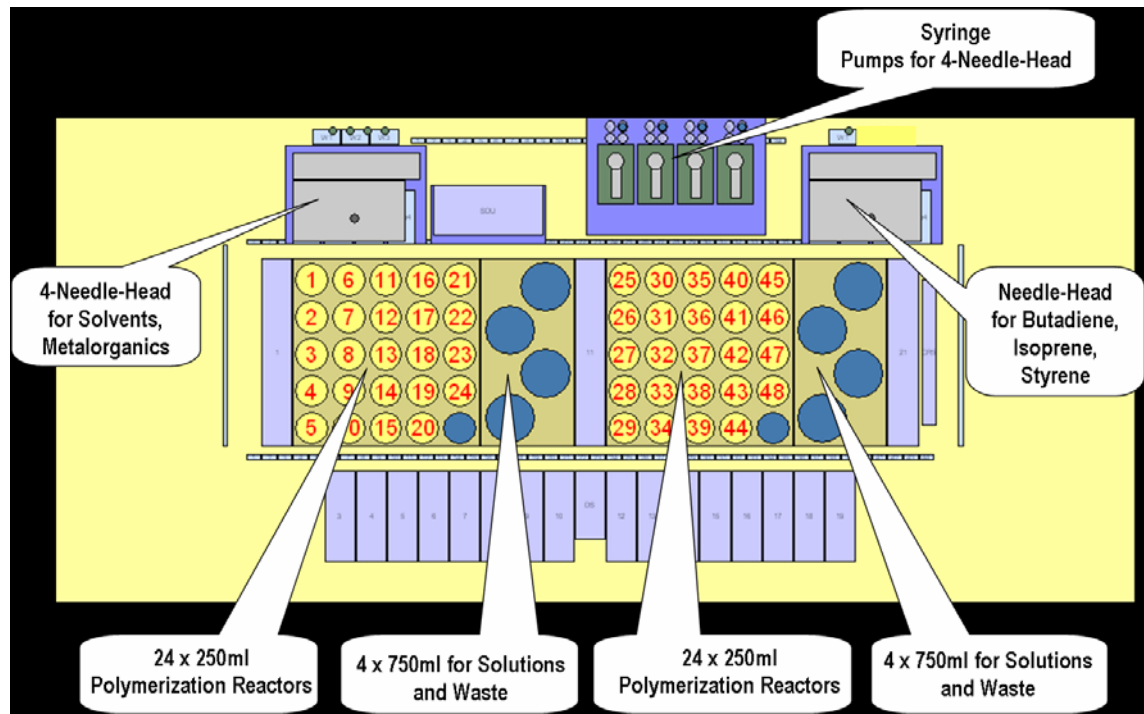 Syringe
Pumps for 4-Needle-Head
SDU
4-Needle-Head
for Solvents,
Metalorganics
Needle-Head
for Butadiene,
Isoprene,
Styrene
1 6 11 16 21
2 7 12 17 22
3 8 13 18 23
4 9 14 19 24
5 0 15 20
25 30 35 40 45
26 31 36 41 46
27 32 37 42 47
28 33 38 43 48
29 34 39 44
1
11
21
3 4 5 6 7 10 12 15 16 17 18 19
24 x 250ml
Polymerization Reactors
4 x 750ml for Solutions
and Waste
24 x 250ml
Polymerization Reactors
4 x 750ml for Solutions
and Waste